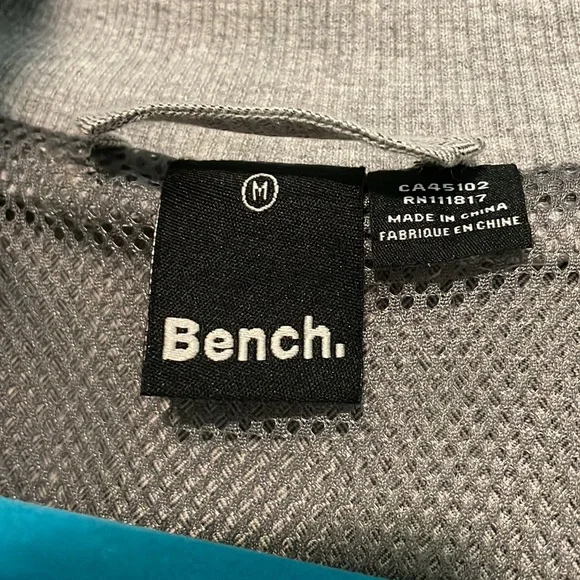 M
Bench.
CA45102
RN111817
MADE IN CHINA
FABRIQUE EN CHINE